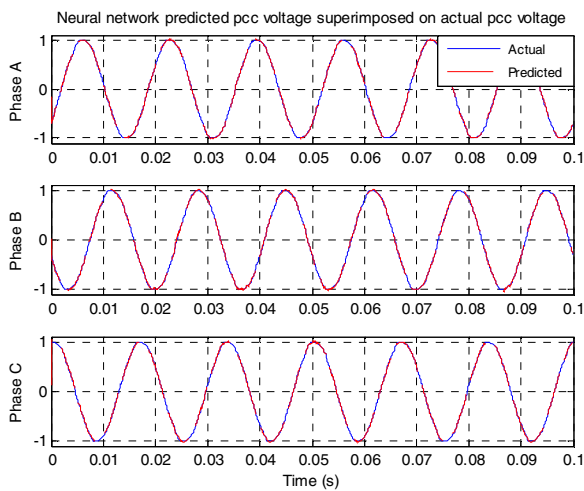 Neural network predicted pcc voltage superimposed on actual pcc voltage
Actual
Predicted
Phase A
1
0
-1
0 0.01 0.02 0.03 0.04 0.05 0.06 0.07 0.08 0.09 0.1
Phase B
1
0
-1
0 0.01 0.02 0.03 0.04 0.05 0.06 0.07 0.08 0.09 0.1
Phase C
1
0
-1
0 0.01 0.02 0.03 0.04 0.05 0.06 0.07 0.08 0.09 0.1
Time (s)